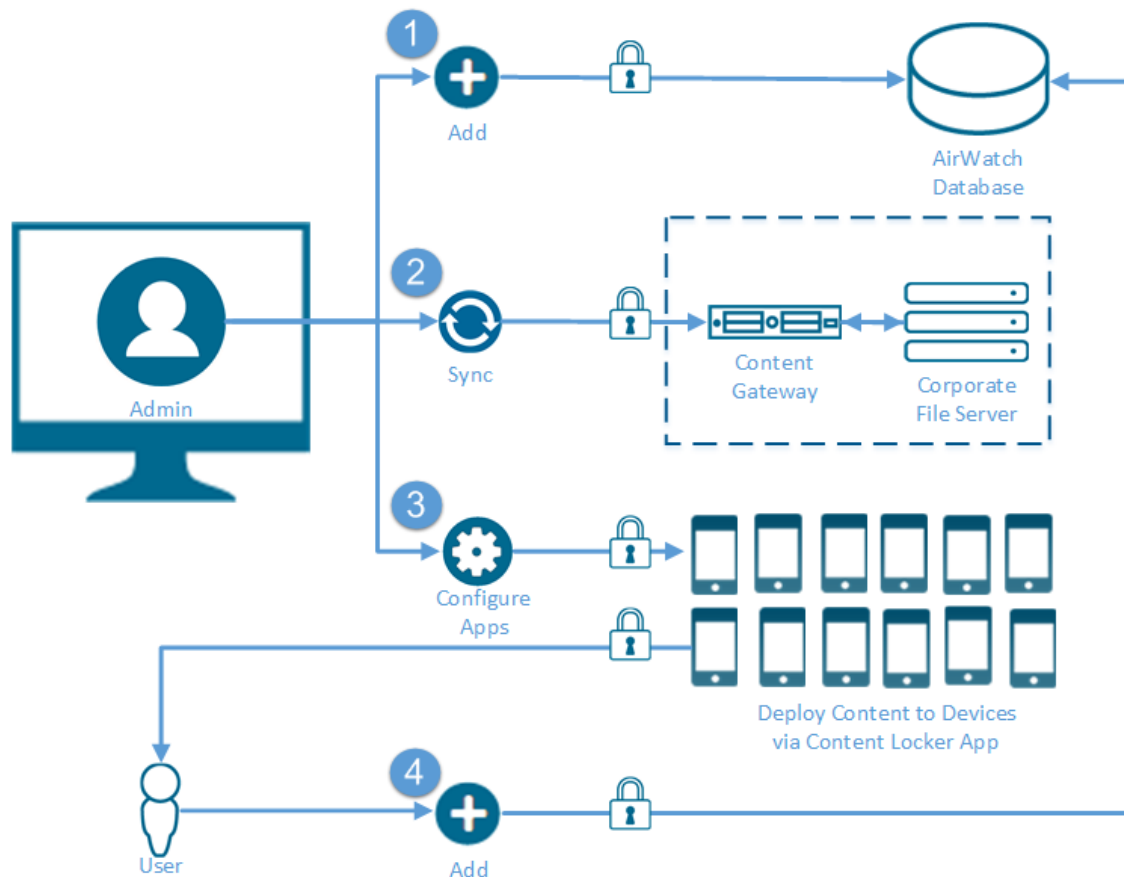 1
Add
AirWatch
Database
2
Admin
Sync
Content
Gateway
Corporate
File Server
3
Configure
Apps
Deploy Content to Devices
via Content Locker App
4
User
Add